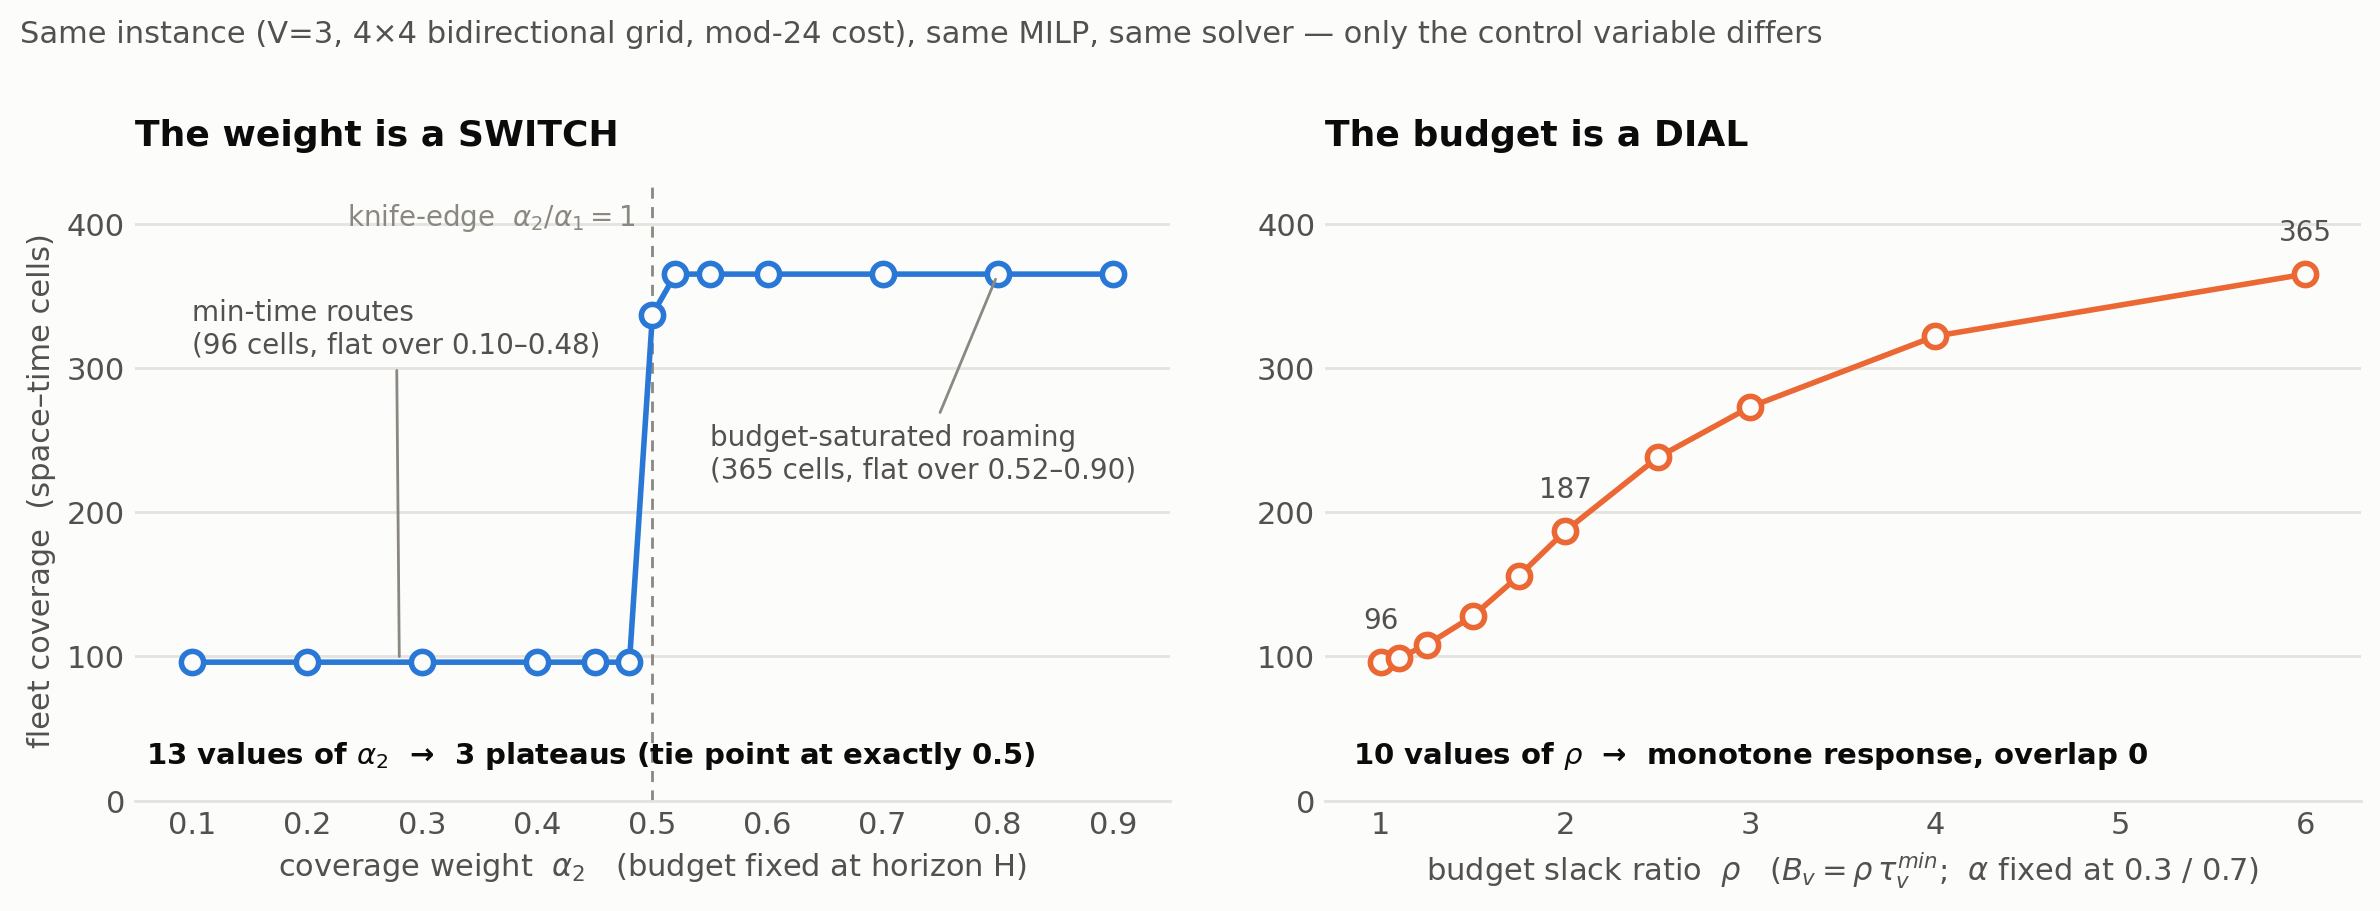 Same instance (V=3, 4×4 bidirectional grid, mod-24 cost), same MILP, same solver — only the control variable differs
The weight is a SWITCH
fleet coverage (space–time cells)
400
300
200
100
0
knife-edge α₂/α₁ = 1
min-time routes
(96 cells, flat over 0.10–0.48)
budget-saturated roaming
(365 cells, flat over 0.52–0.90)
13 values of α₂ → 3 plateaus (tie point at exactly 0.5)
0.1 0.2 0.3 0.4 0.5 0.6 0.7 0.8 0.9
coverage weight α₂ (budget fixed at horizon H)
The budget is a DIAL
400
300
200
100
0
365
187
96
10 values of ρ → monotone response, overlap 0
1 2 3 4 5 6
budget slack ratio ρ (B_v = ρ τ_v^min; α fixed at 0.3 / 0.7)